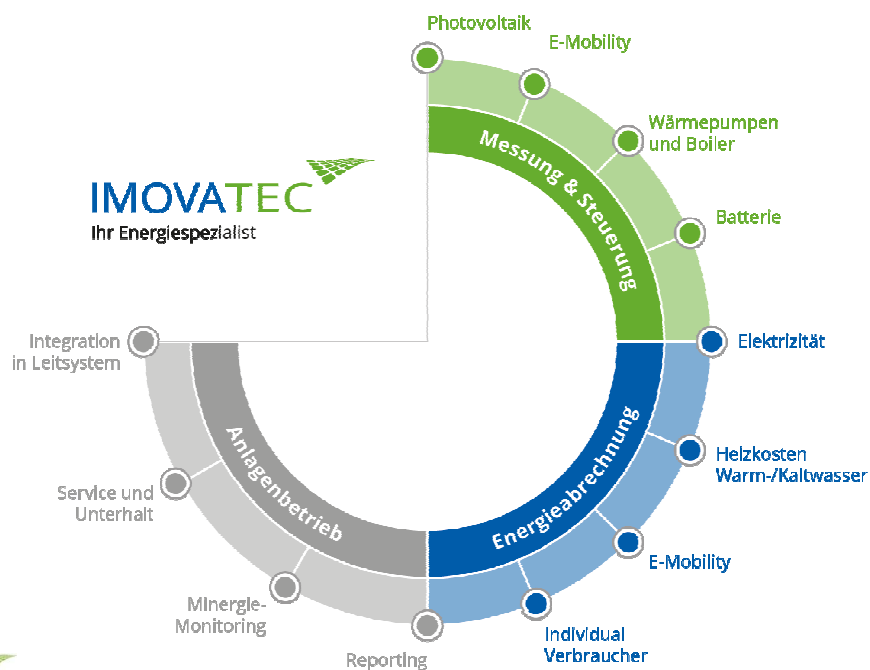 Photovoltaik
E-Mobility
Wärmepumpen
und Boiler
Batterie
Messung & Steuerung
IMOVATEC
Ihr Energiespezialist
Elektrizität
Heizkosten
Warm-/Kaltwasser
E-Mobility
Individual
Verbraucher
Energieabrechnung
Reporting
Minergie-
Monitoring
Service und
Unterhalt
Integration
in Leitsystem
Anlagenbetrieb